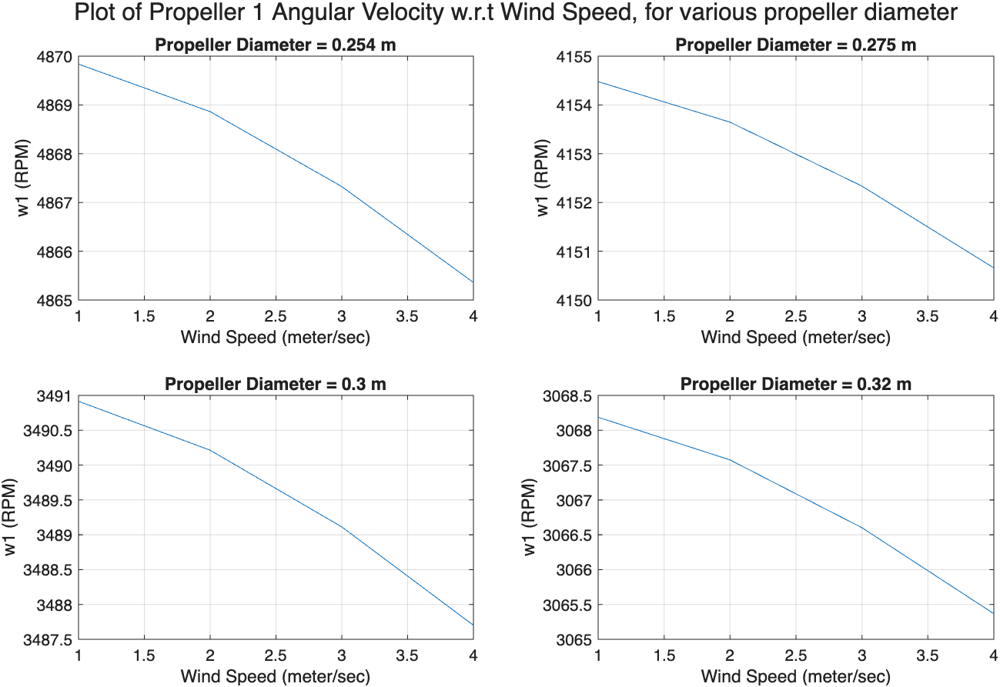 Plot of Propeller 1 Angular Velocity w.r.t Wind Speed, for various propeller diameter
Propeller Diameter = 0.254 m
4870
4869
4868
4867
4866
4865
w1 (RPM)
1 1.5 2 2.5 3 3.5 4
Wind Speed (meter/sec)
Propeller Diameter = 0.275 m
4155
4154
4153
4152
4151
4150
w1 (RPM)
1 1.5 2 2.5 3 3.5 4
Wind Speed (meter/sec)
Propeller Diameter = 0.3 m
3491
3490.5
3490
3489.5
3489
3488.5
3488
3487.5
w1 (RPM)
1 1.5 2 2.5 3 3.5 4
Wind Speed (meter/sec)
Propeller Diameter = 0.32 m
3068.5
3068
3067.5
3067
3066.5
3066
3065.5
3065
w1 (RPM)
1 1.5 2 2.5 3 3.5 4
Wind Speed (meter/sec)